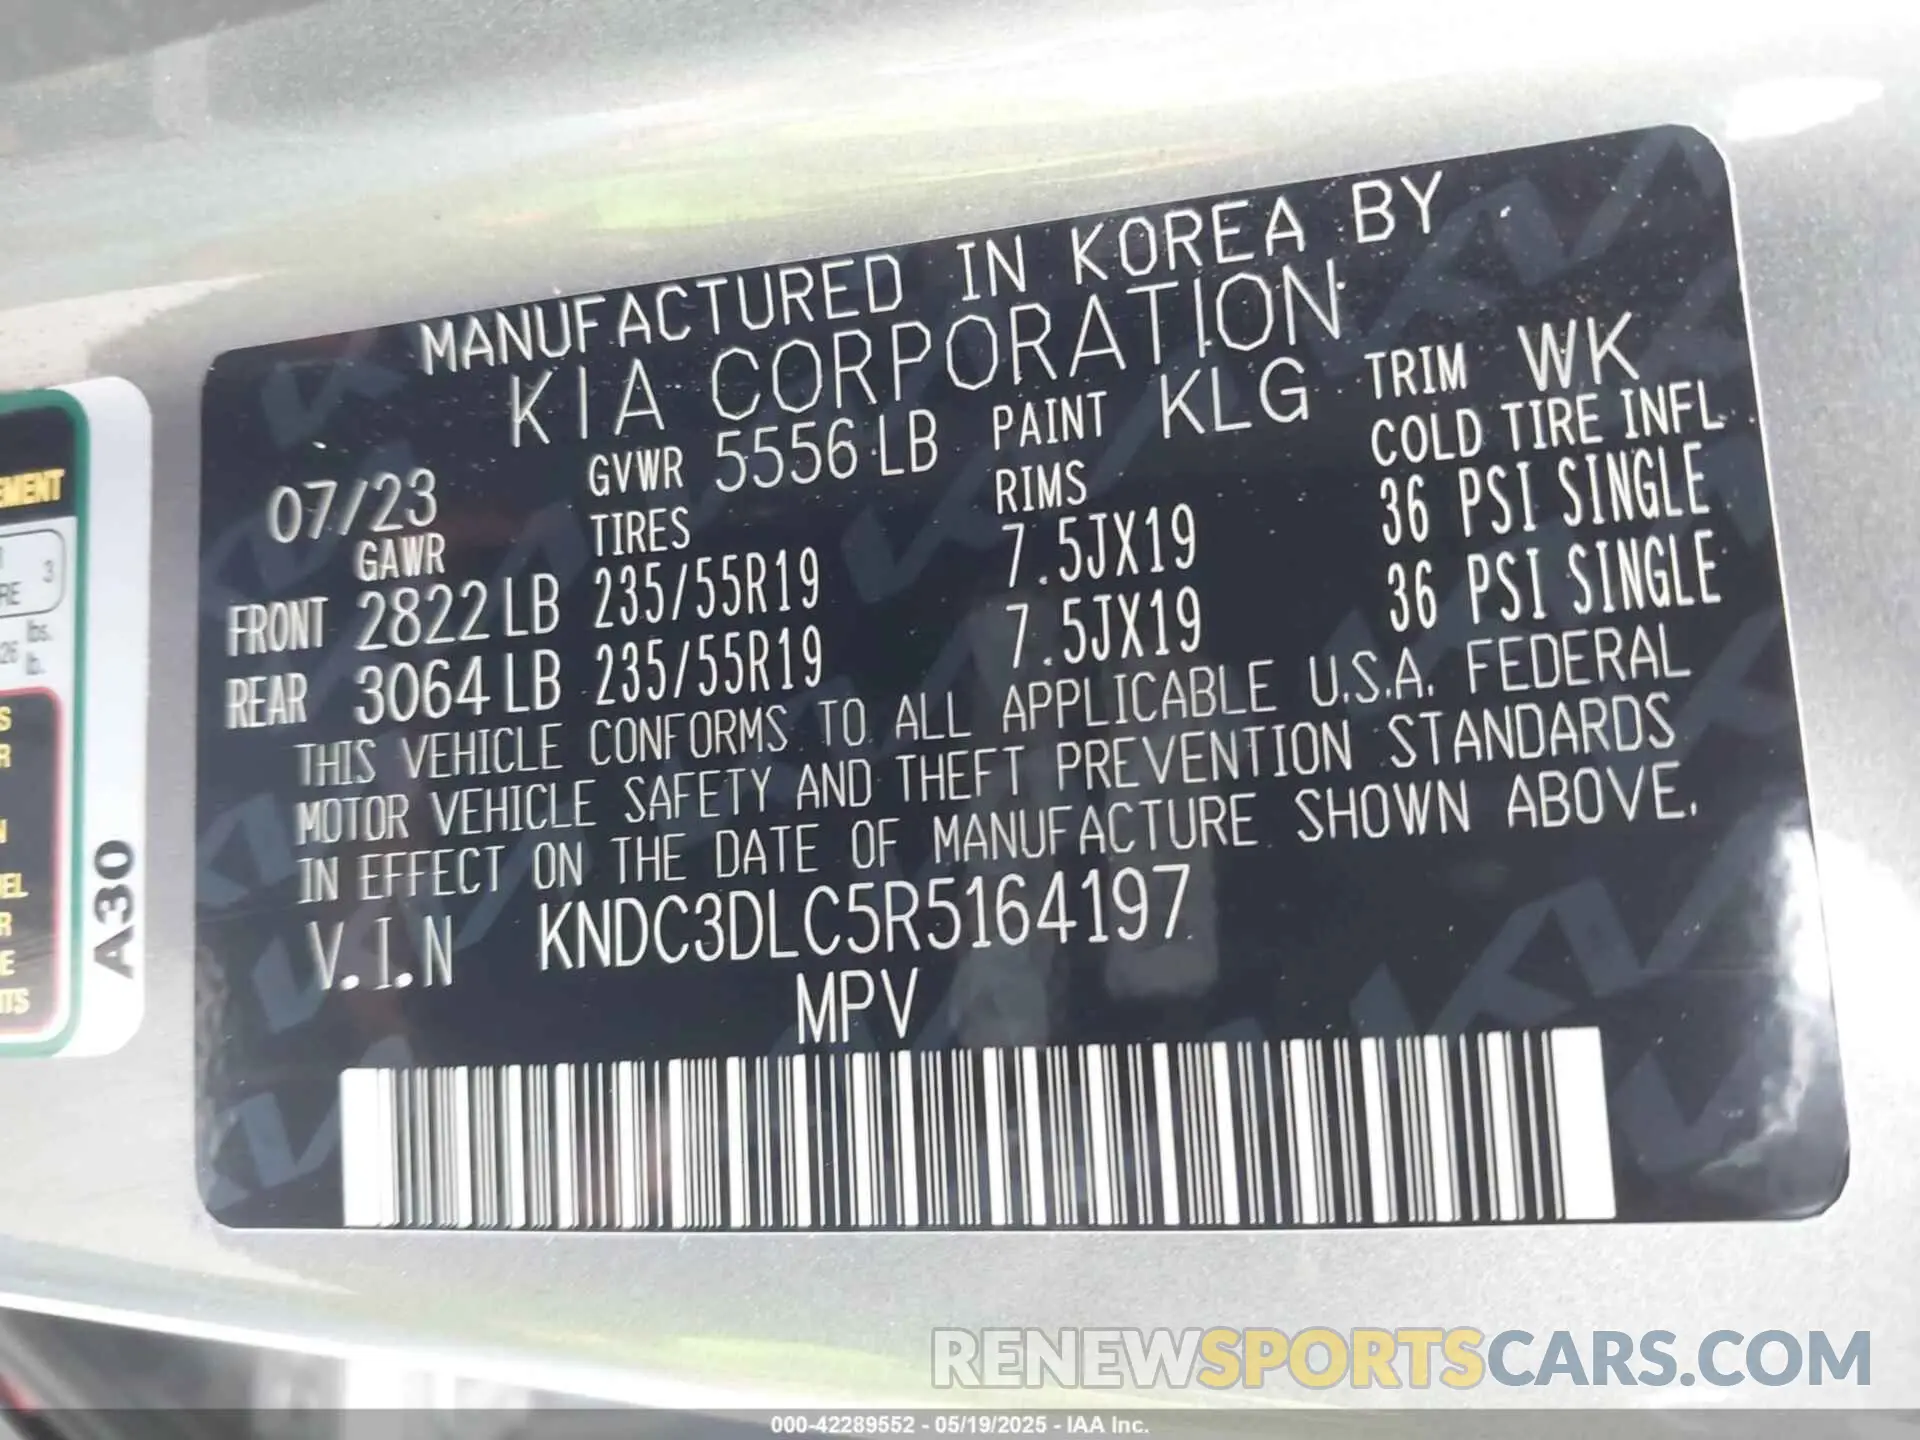 MANUFACTURED IN KOREA BY
KIA CORPORATION
07/23 GVWR 5556 LB PAINT KLG TRIM WK
GAWR TIRES RIMS COLD TIRE INFL.
FRONT 2822 LB 235/55R19 7.5JX19 36 PSI SINGLE
REAR 3064 LB 235/55R19 7.5JX19 36 PSI SINGLE
THIS VEHICLE CONFORMS TO ALL APPLICABLE U.S.A. FEDERAL
MOTOR VEHICLE SAFETY AND THEFT PREVENTION STANDARDS
IN EFFECT ON THE DATE OF MANUFACTURE SHOWN ABOVE.
V.I.N KNDC3DLC5R5164197
MPV
A30
3
lbs.
lb.
RENEWSPORTSCARS.COM
000-42289552 - 05/19/2025 - IAA Inc.